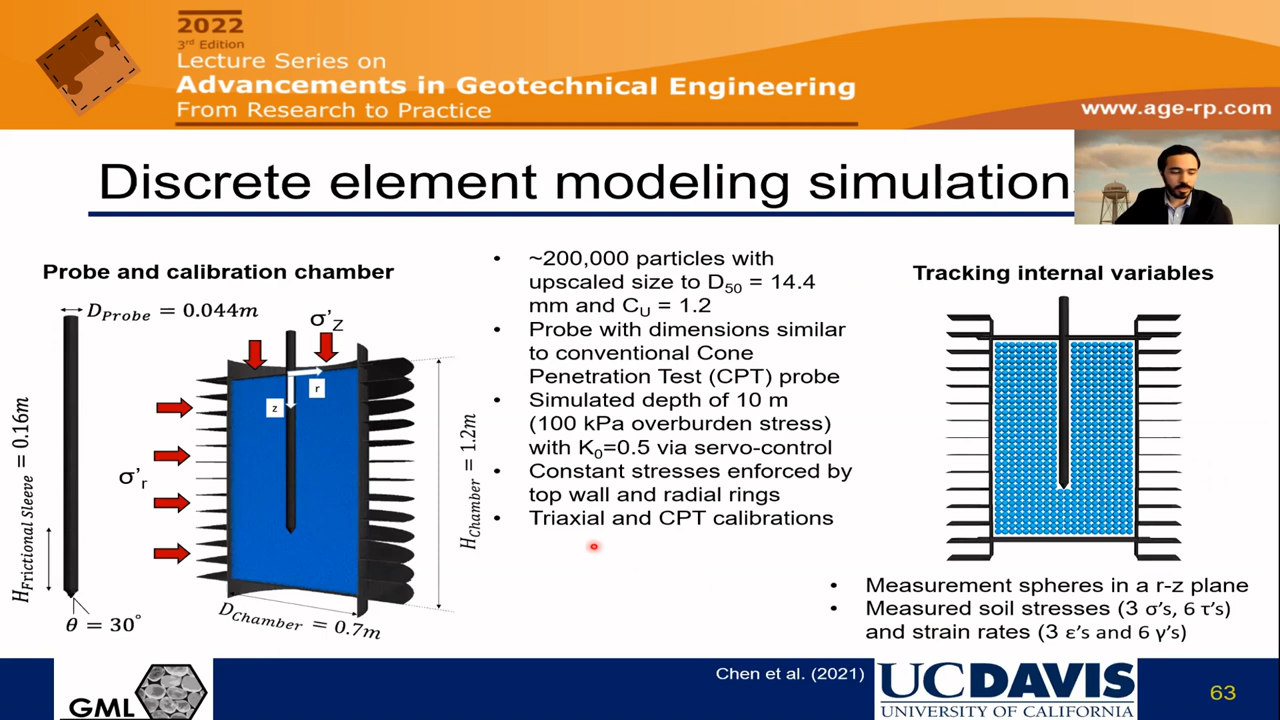 2022
3rd Edition
Lecture Series on
Advancements in Geotechnical Engineering
From Research to Practice
www.age-rp.com
Discrete element modeling simulation
Probe and calibration chamber
D_Probe = 0.044m
σ'_Z
r
z
σ'_r
H_Frictional Sleeve = 0.16m
θ = 30°
D_Chamber = 0.7m
H_Chamber = 1.2m
• ~200,000 particles with
upscaled size to D_50 = 14.4
mm and C_U = 1.2
• Probe with dimensions similar
to conventional Cone
Penetration Test (CPT) probe
• Simulated depth of 10 m
(100 kPa overburden stress)
with K_0=0.5 via servo-control
• Constant stresses enforced by
top wall and radial rings
• Triaxial and CPT calibrations
Tracking internal variables
• Measurement spheres in a r-z plane
• Measured soil stresses (3 σ's, 6 τ's)
and strain rates (3 ε's and 6 γ's)
GML
Chen et al. (2021)
UCDAVIS
UNIVERSITY OF CALIFORNIA
63